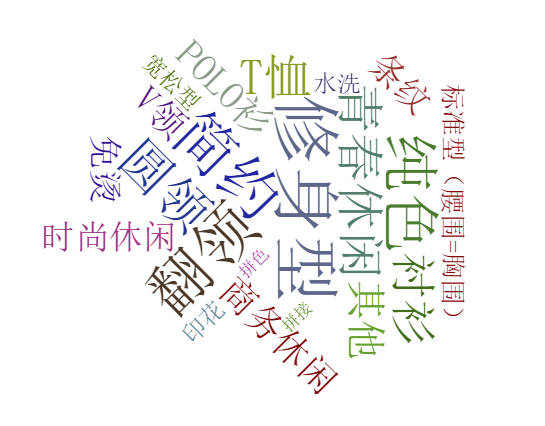 POLO衫
T恤
宽松型
水洗
条纹
V领
标准型（腰围=胸围）
简约
修身型
青春休闲
纯色
免烫
圆领
时尚休闲
翻领
拼色
衬衫
其他
商务休闲
印花
拼接